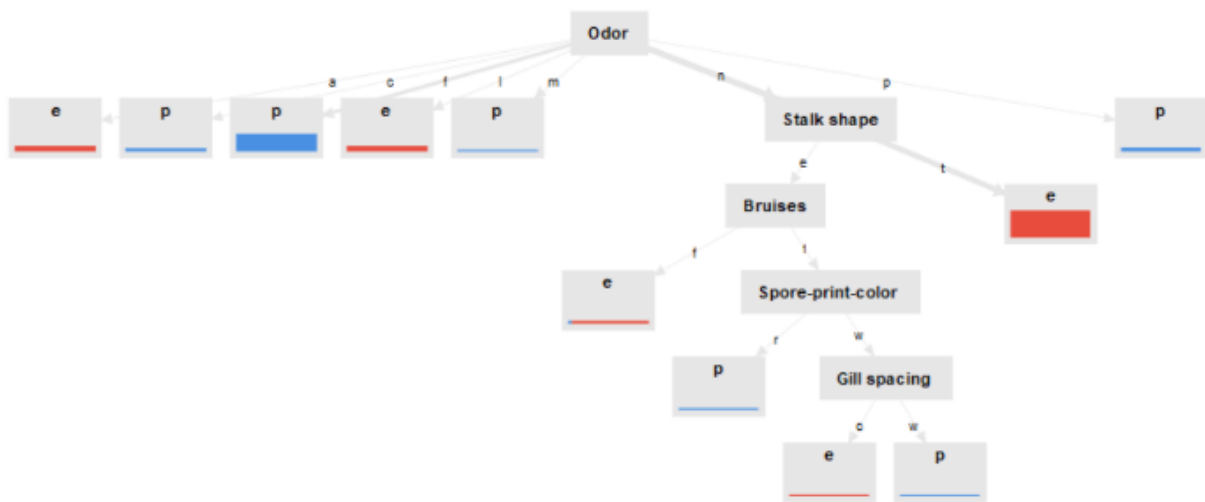 Odor
a c f l m n p
e p p e p Stalk shape p
e t
Bruises e
f t
e Spore-print-color
r w
p Gill spacing
c w
e p